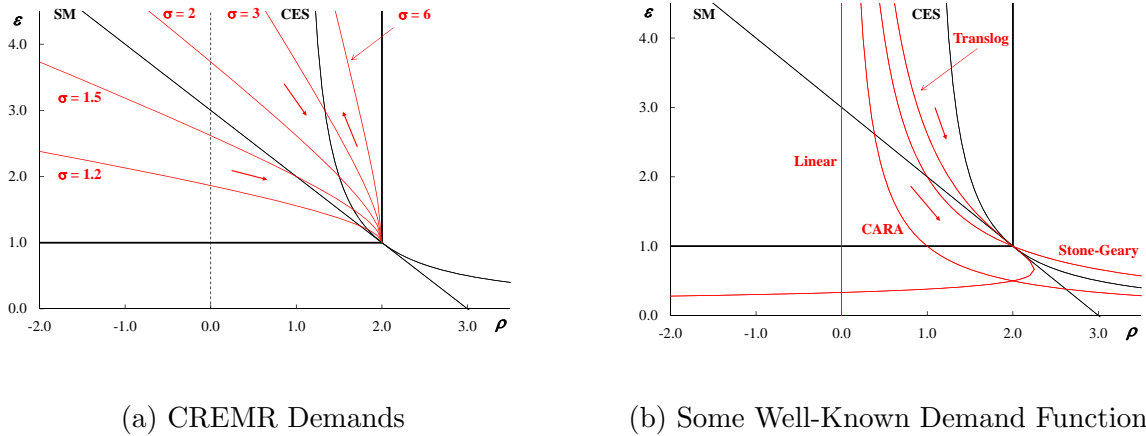 ε
4.0
3.0
2.0
1.0
0.0
-2.0
-1.0
0.0
1.0
2.0
3.0
ρ
SM
σ = 2
σ = 3
CES
σ = 6
σ = 1.5
σ = 1.2
(a) CREMR Demands
ε
4.0
3.0
2.0
1.0
0.0
-2.0
-1.0
0.0
1.0
2.0
3.0
ρ
SM
CES
Translog
Linear
CARA
Stone-Geary
(b) Some Well-Known Demand Function